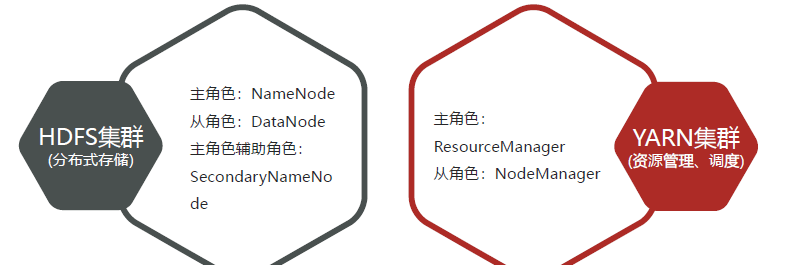 HDFS集群
(分布式存储)
主角色：NameNode
从角色：DataNode
主角色辅助角色：
SecondaryNameNo
de
主角色：
ResourceManager
从角色：NodeManager
YARN集群
(资源管理、调度)